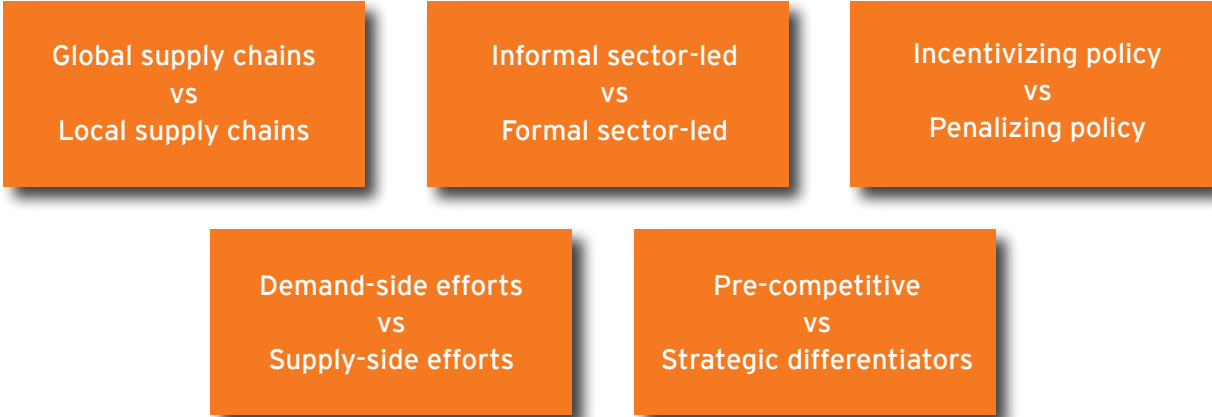 Global supply chains
vs
Local supply chains
Informal sector-led
vs
Formal sector-led
Incentivizing policy
vs
Penalizing policy
Demand-side efforts
vs
Supply-side efforts
Pre-competitive
vs
Strategic differentiators